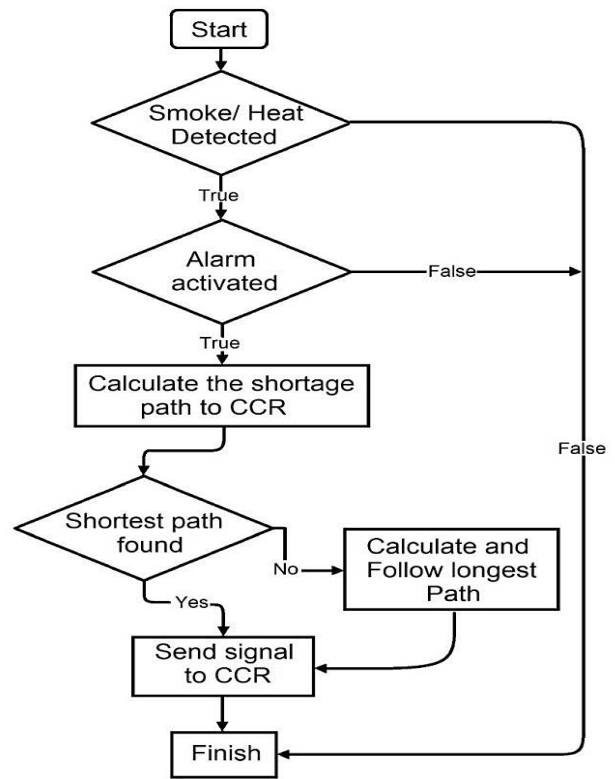 Start
Smoke/ Heat
Detected
True
Alarm
activated
False
True
Calculate the shortage
path to CCR
False
Shortest path
found
No
Calculate and
Follow longest
Path
Yes
Send signal
to CCR
Finish